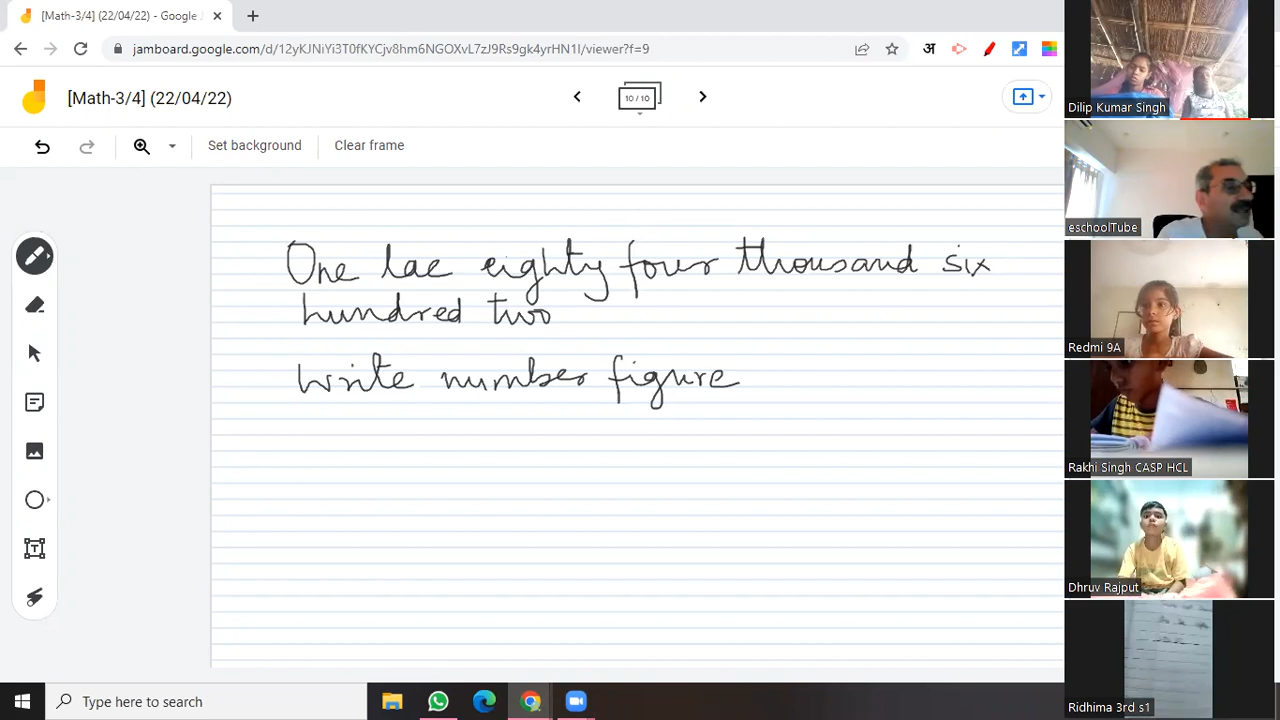 [Math-3/4] (22/04/22) - Google
jamboard.google.com/d/12yKJNiYi3T0KYCjv8hm6NGOXvL7zJ9Rs9gk4yrHN1I/viewer?f=9
अ
[Math-3/4] (22/04/22)
10 / 10
Set background
Clear frame
One lac eighty four thousand six
hundred two
Write number figure
Dilip Kumar Singh
eschoolTube
Redmi 9A
Rakhi Singh CASP HCL
Dhruv Rajput
Ridhima 3rd s1
Type here to search